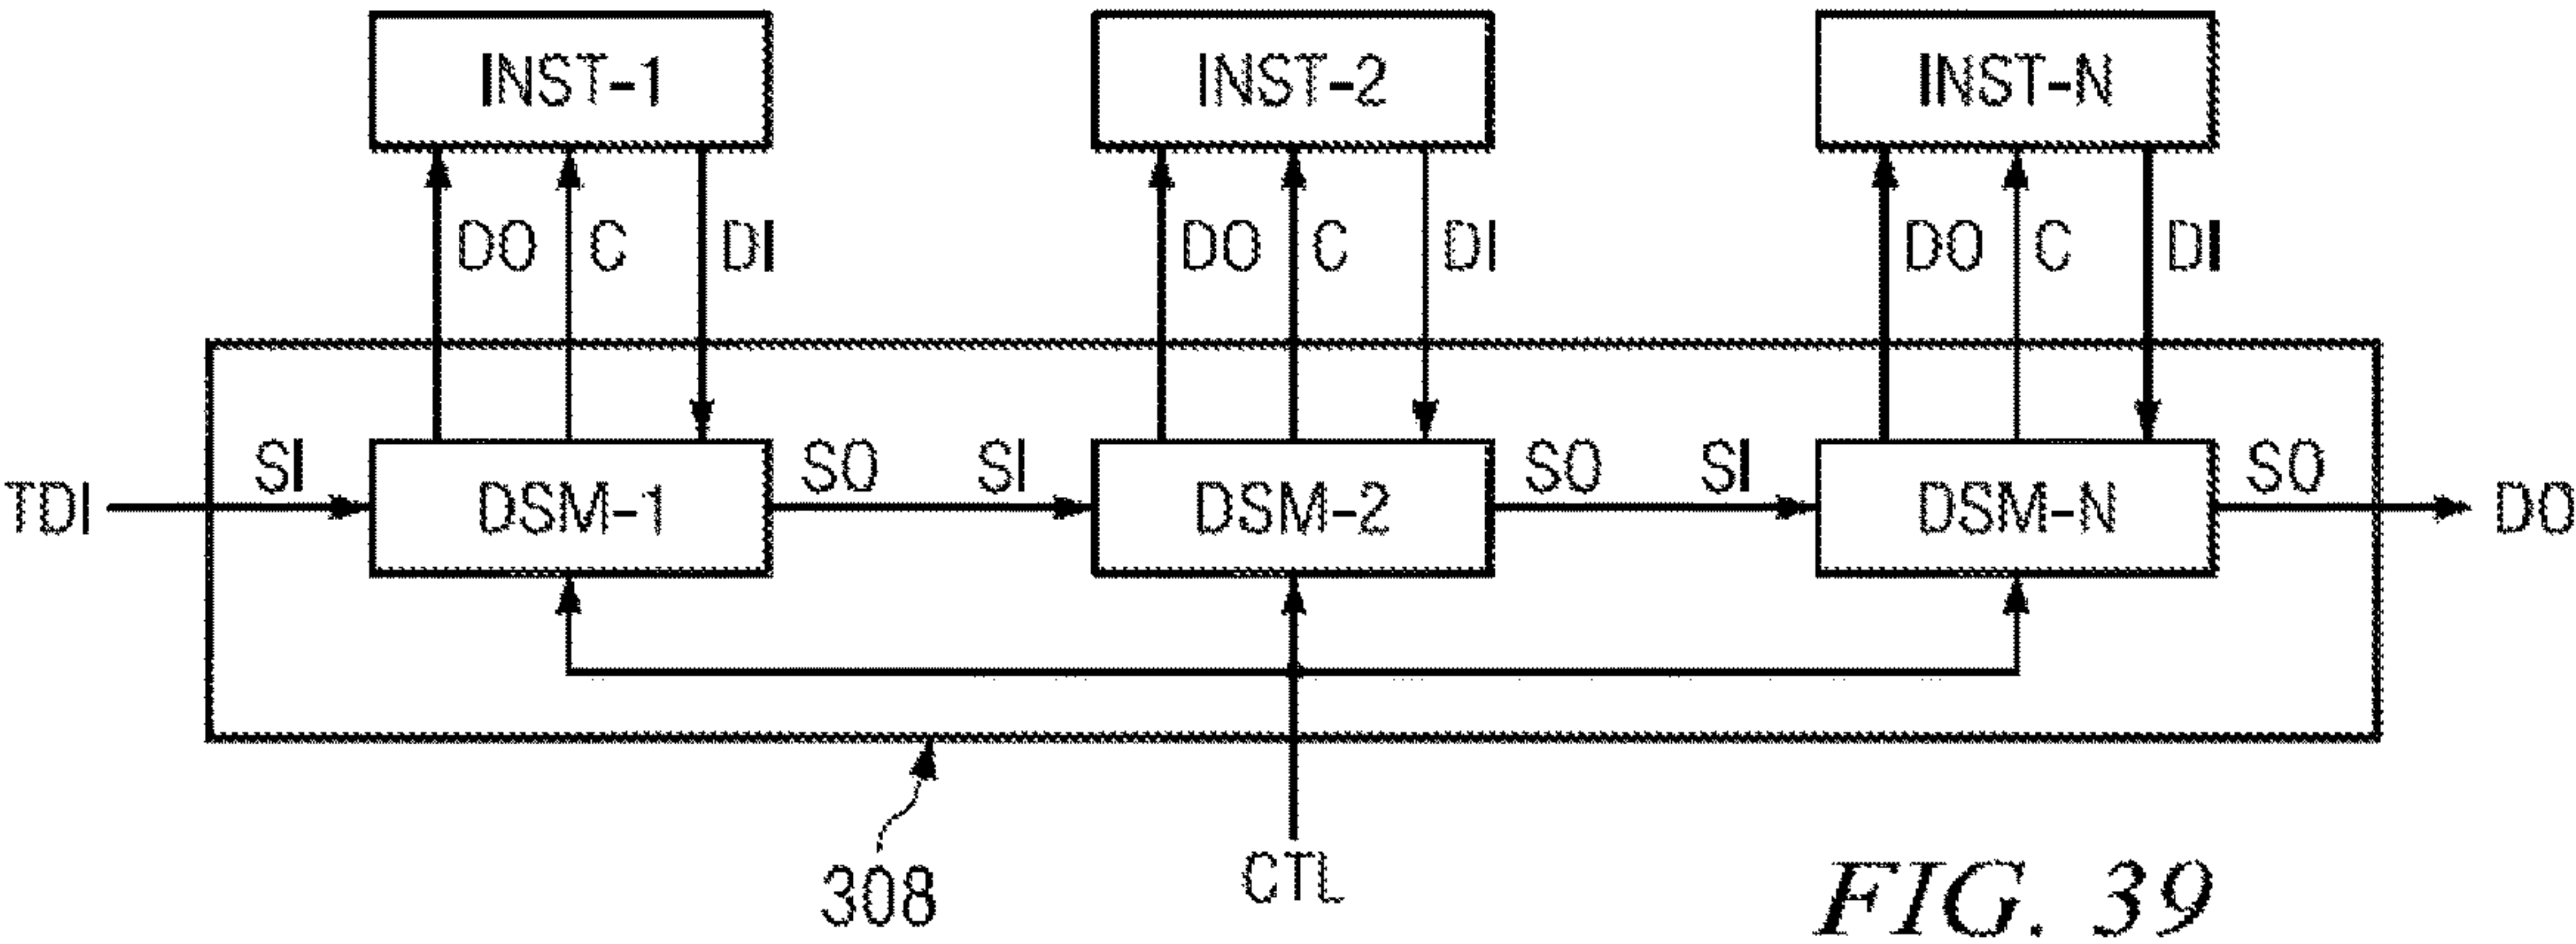 INST-1 INST-2 INST-N
DO C DI DO C DI DO C DI
SI SO SI SO SI SO
TDI DSM-1 DSM-2 DSM-N DO
308 CTL
FIG. 39